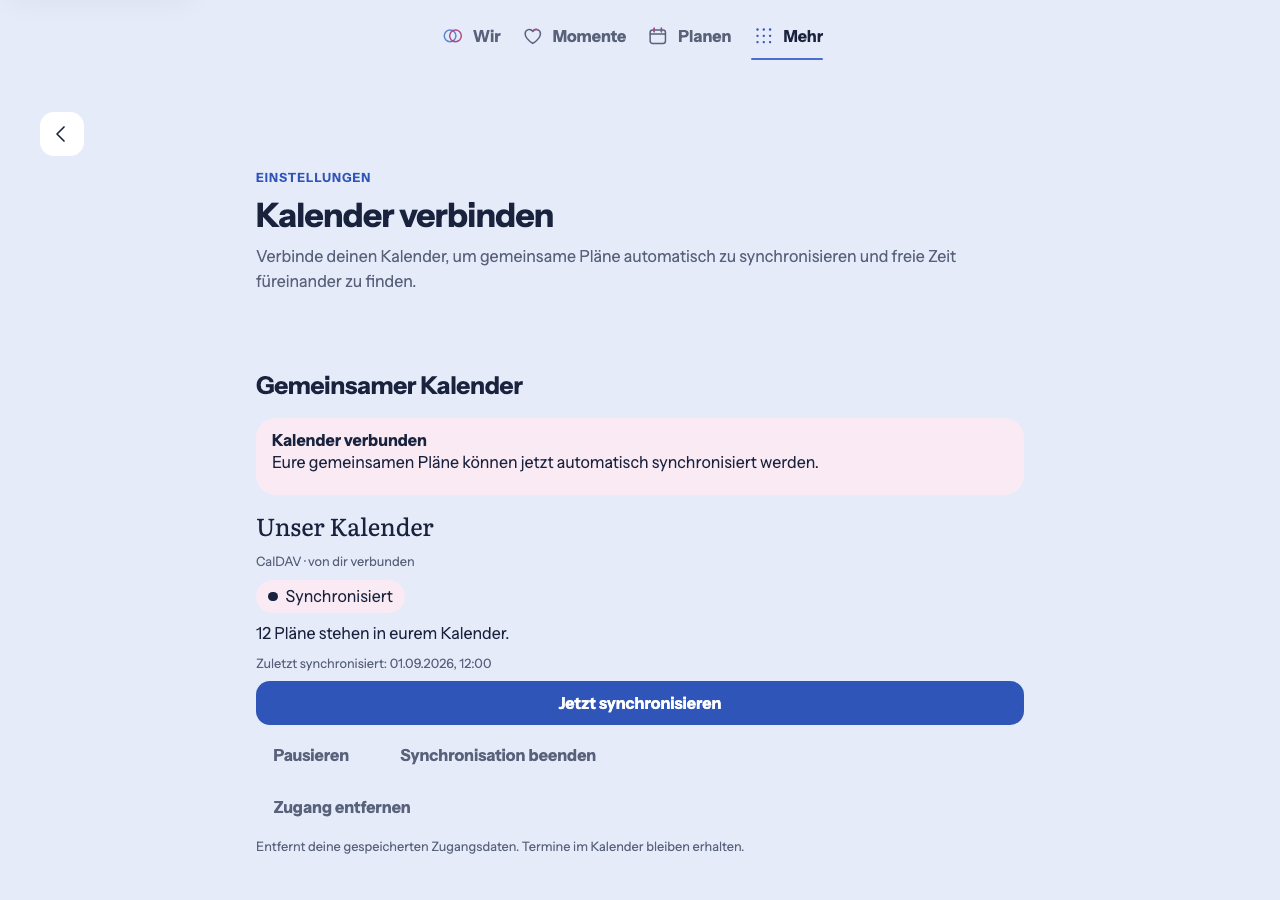 Wir
Momente
Planen
Mehr
EINSTELLUNGEN
Kalender verbinden
Verbinde deinen Kalender, um gemeinsame Pläne automatisch zu synchronisieren und freie Zeit
füreinander zu finden.
Gemeinsamer Kalender
Kalender verbunden
Eure gemeinsamen Pläne können jetzt automatisch synchronisiert werden.
Unser Kalender
CalDAV · von dir verbunden
Synchronisiert
12 Pläne stehen in eurem Kalender.
Zuletzt synchronisiert: 01.09.2026, 12:00
Jetzt synchronisieren
Pausieren
Synchronisation beenden
Zugang entfernen
Entfernt deine gespeicherten Zugangsdaten. Termine im Kalender bleiben erhalten.